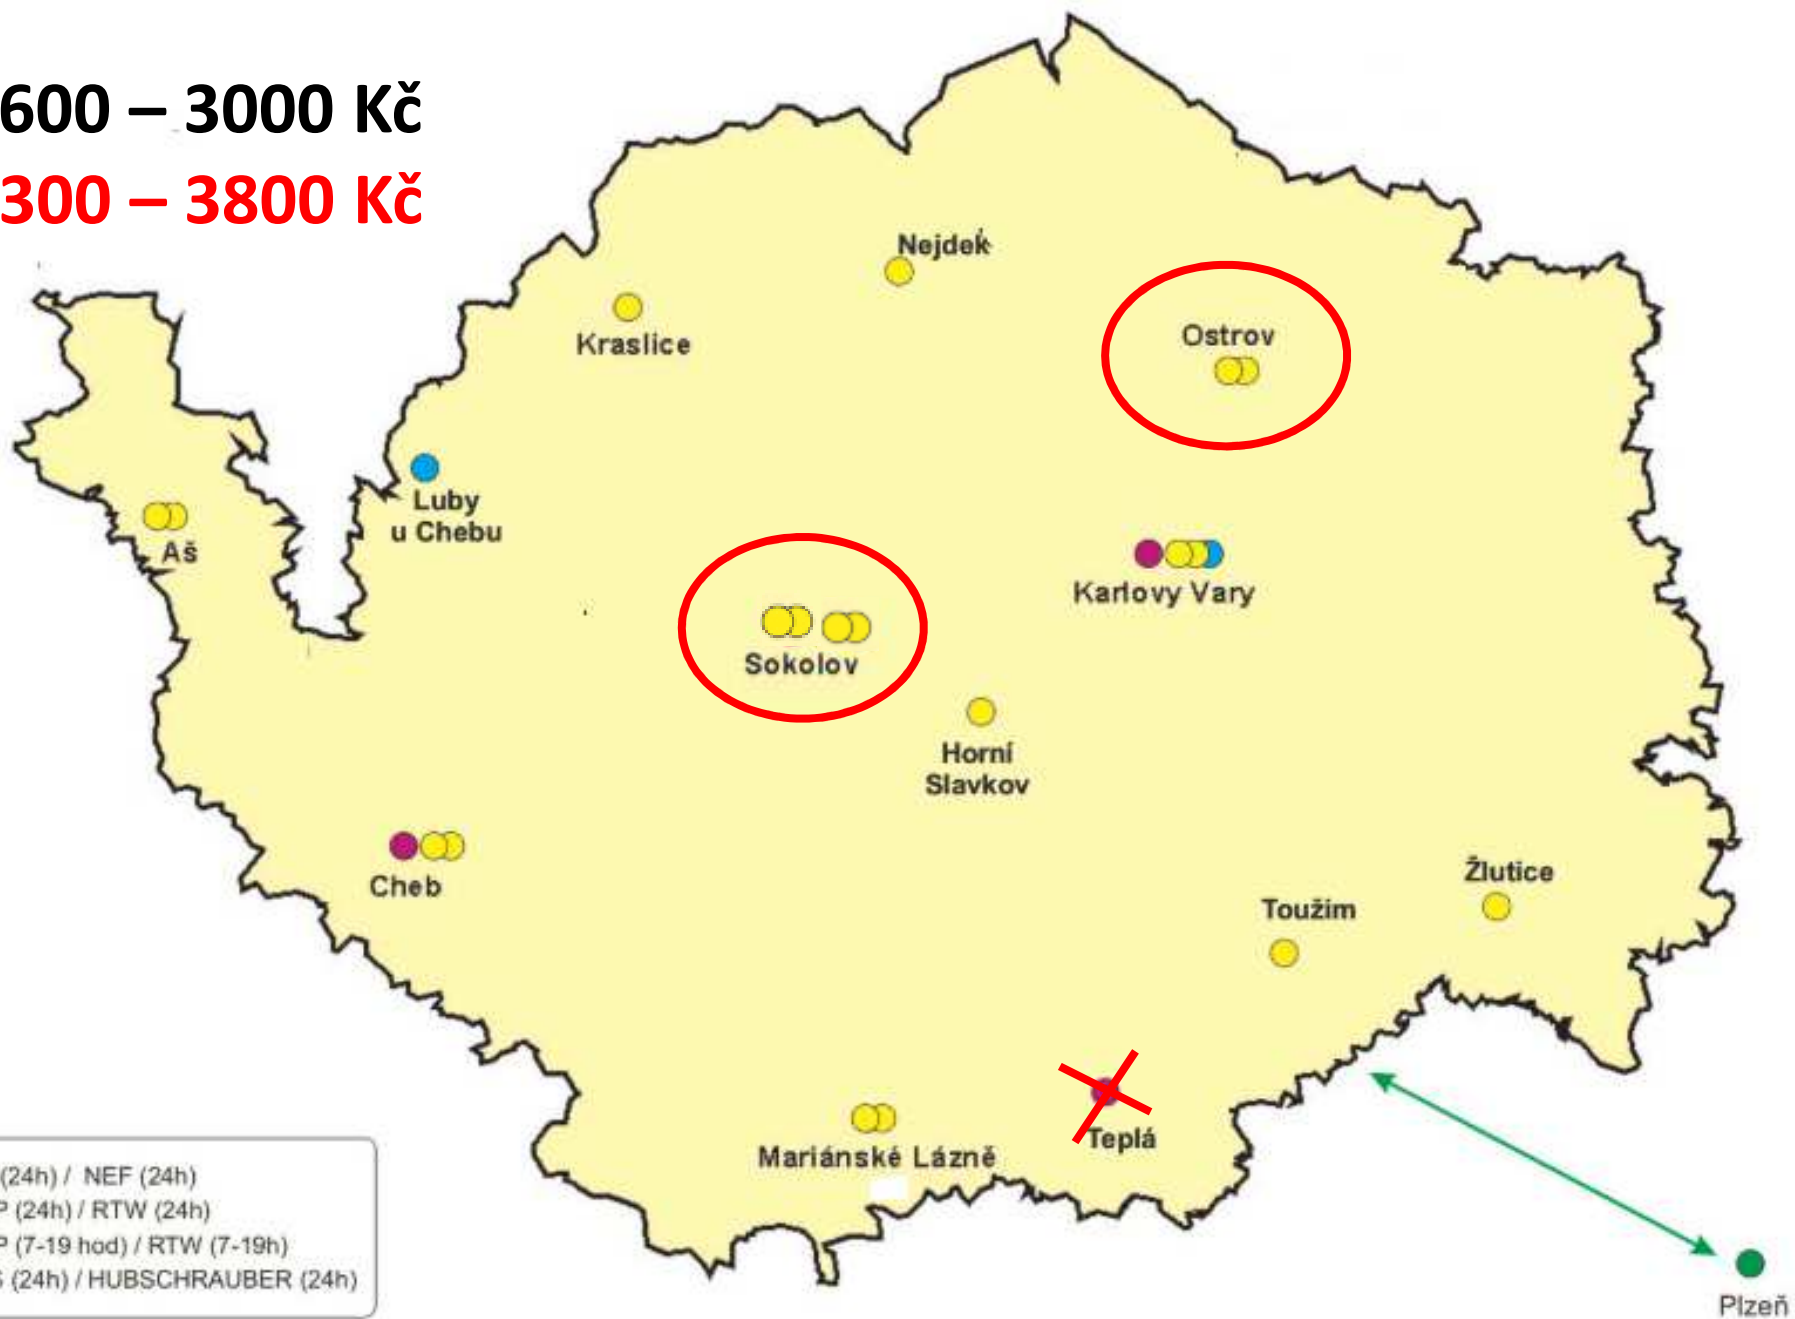 600 – 3000 Kč
300 – 3800 Kč
Nejdek
Kraslice
Ostrov
Luby
u Chebu
Aš
Karlovy Vary
Sokolov
Horní
Slavkov
Cheb
Žlutice
Toužim
Teplá
Mariánské Lázně
(24h) / NEF (24h)
P (24h) / RTW (24h)
P (7-19 hod) / RTW (7-19h)
S (24h) / HUBSCHRAUBER (24h)
Plzeň